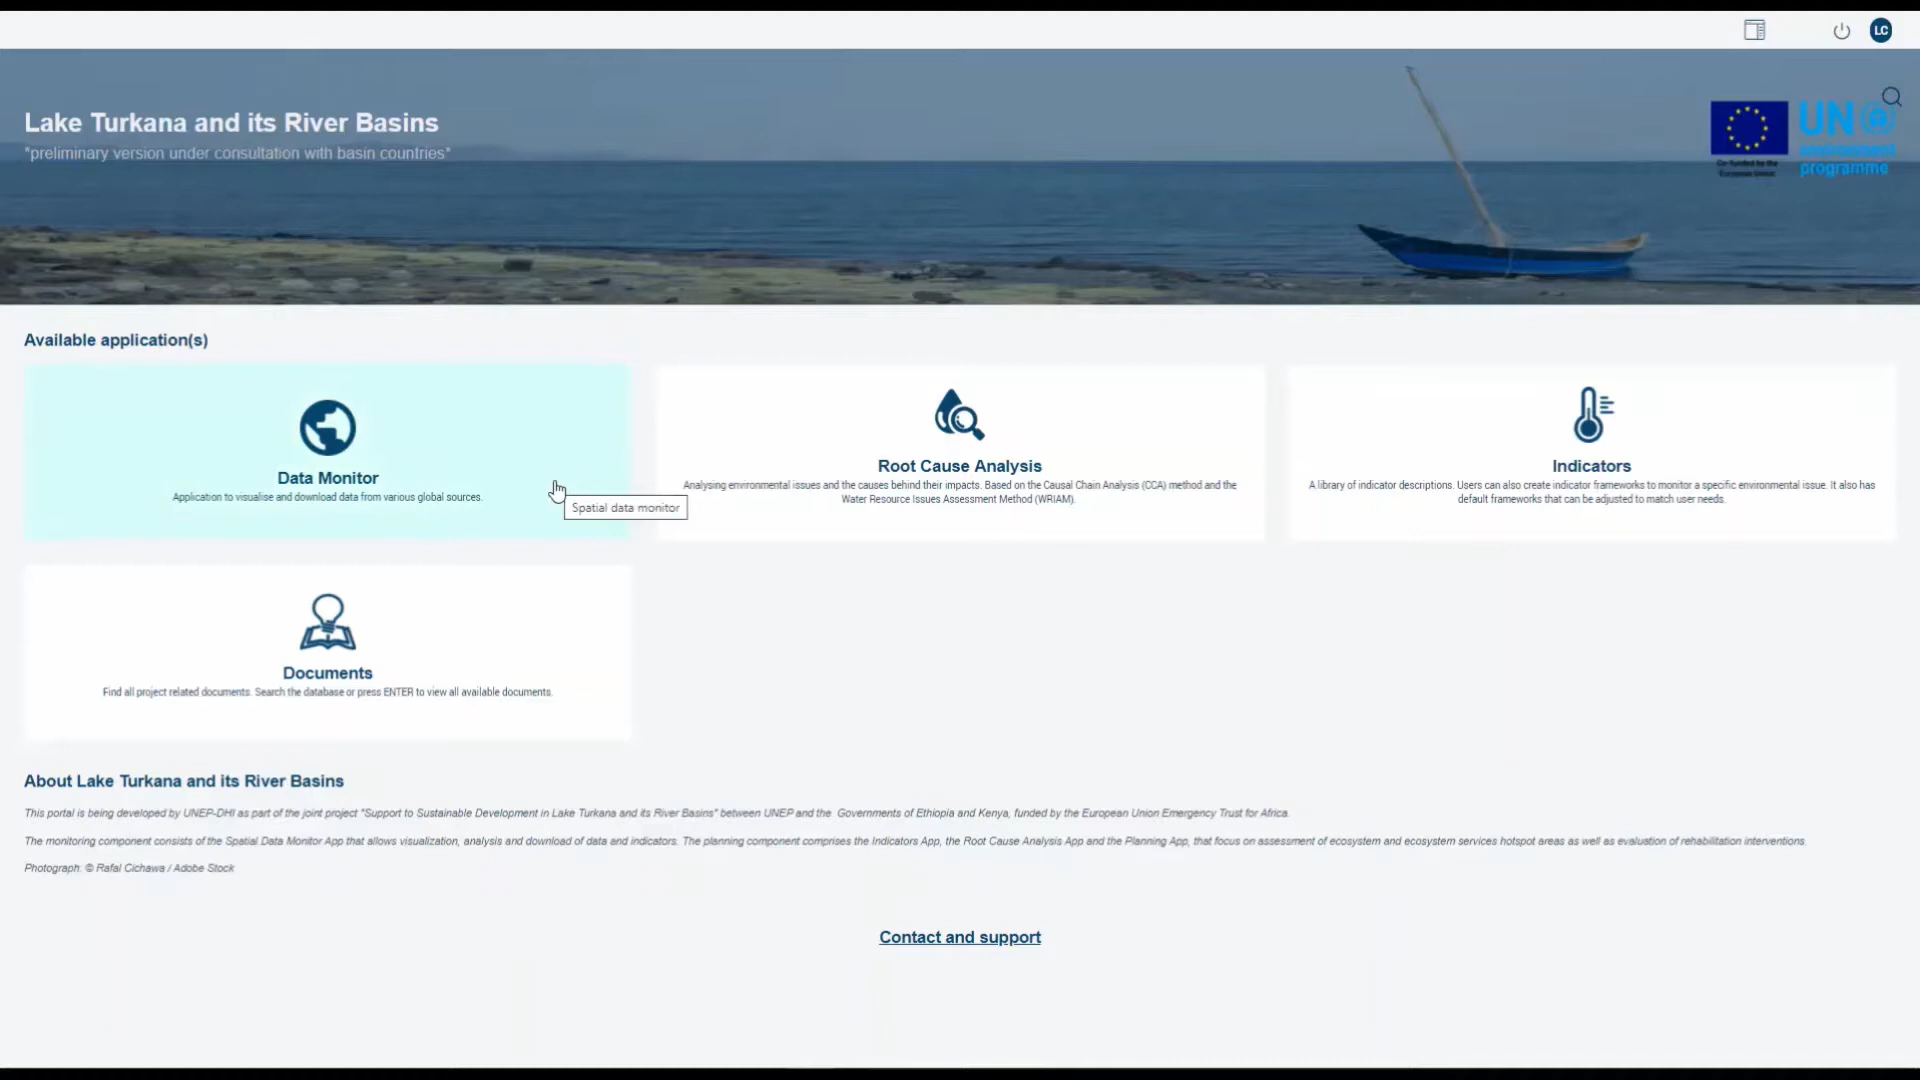 LC
Lake Turkana and its River Basins
*preliminary version under consultation with basin countries*
Co-funded by the
European Union
UN
environment
programme
Available application(s)
Data Monitor
Application to visualise and download data from various global sources.
Spatial data monitor
Root Cause Analysis
Analysing environmental issues and the causes behind their impacts. Based on the Causal Chain Analysis (CCA) method and the
Water Resource Issues Assessment Method (WRIAM).
Indicators
A library of indicator descriptions. Users can also create indicator frameworks to monitor a specific environmental issue. It also has
default frameworks that can be adjusted to match user needs.
Documents
Find all project related documents. Search the database or press ENTER to view all available documents.
About Lake Turkana and its River Basins
This portal is being developed by UNEP-DHI as part of the joint project "Support to Sustainable Development in Lake Turkana and its River Basins" between UNEP and the Governments of Ethiopia and Kenya, funded by the European Union Emergency Trust for Africa.
The monitoring component consists of the Spatial Data Monitor App that allows visualization, analysis and download of data and indicators. The planning component comprises the Indicators App, the Root Cause Analysis App and the Planning App, that focus on assessment of ecosystem and ecosystem services hotspot areas as well as evaluation of rehabilitation interventions.
Photograph: © Rafal Cichawa / Adobe Stock
Contact and support